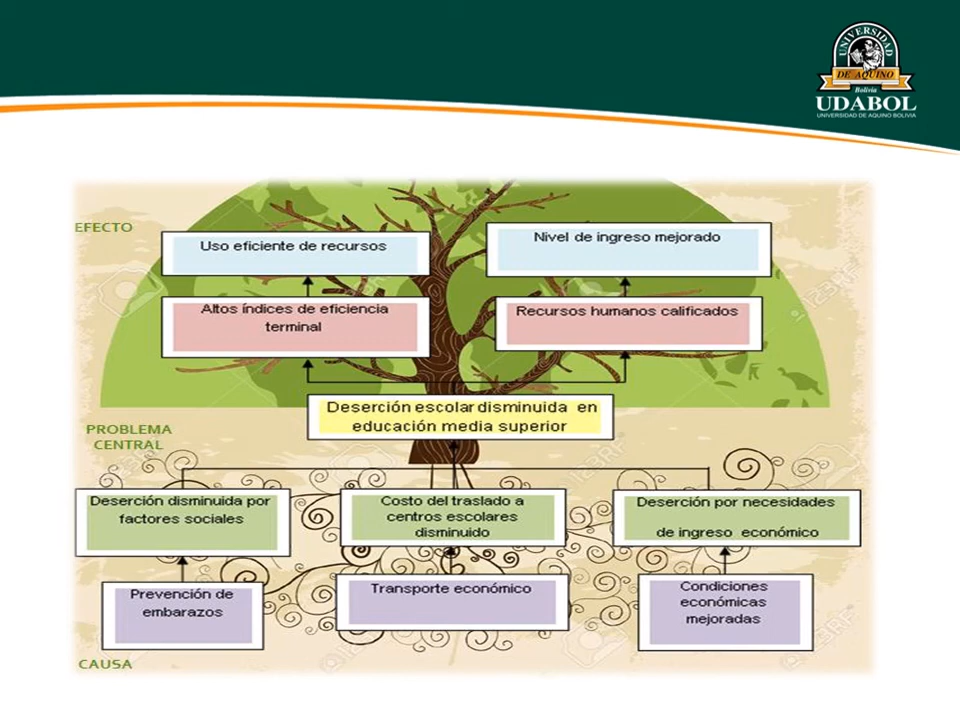 UNIVERSIDAD
DE AQUINO
Bolivia
UDABOL
UNIVERSIDAD DE AQUINO BOLIVIA
EFECTO
Uso eficiente de recursos
Nivel de ingreso mejorado
Altos índices de eficiencia
terminal
Recursos humanos calificados
Deserción escolar disminuida en
educación media superior
PROBLEMA
CENTRAL
Deserción disminuida por
factores sociales
Costo del traslado a
centros escolares
disminuido
Deserción por necesidades
de ingreso económico
Prevención de
embarazos
Transporte económico
Condiciones
económicas
mejoradas
CAUSA